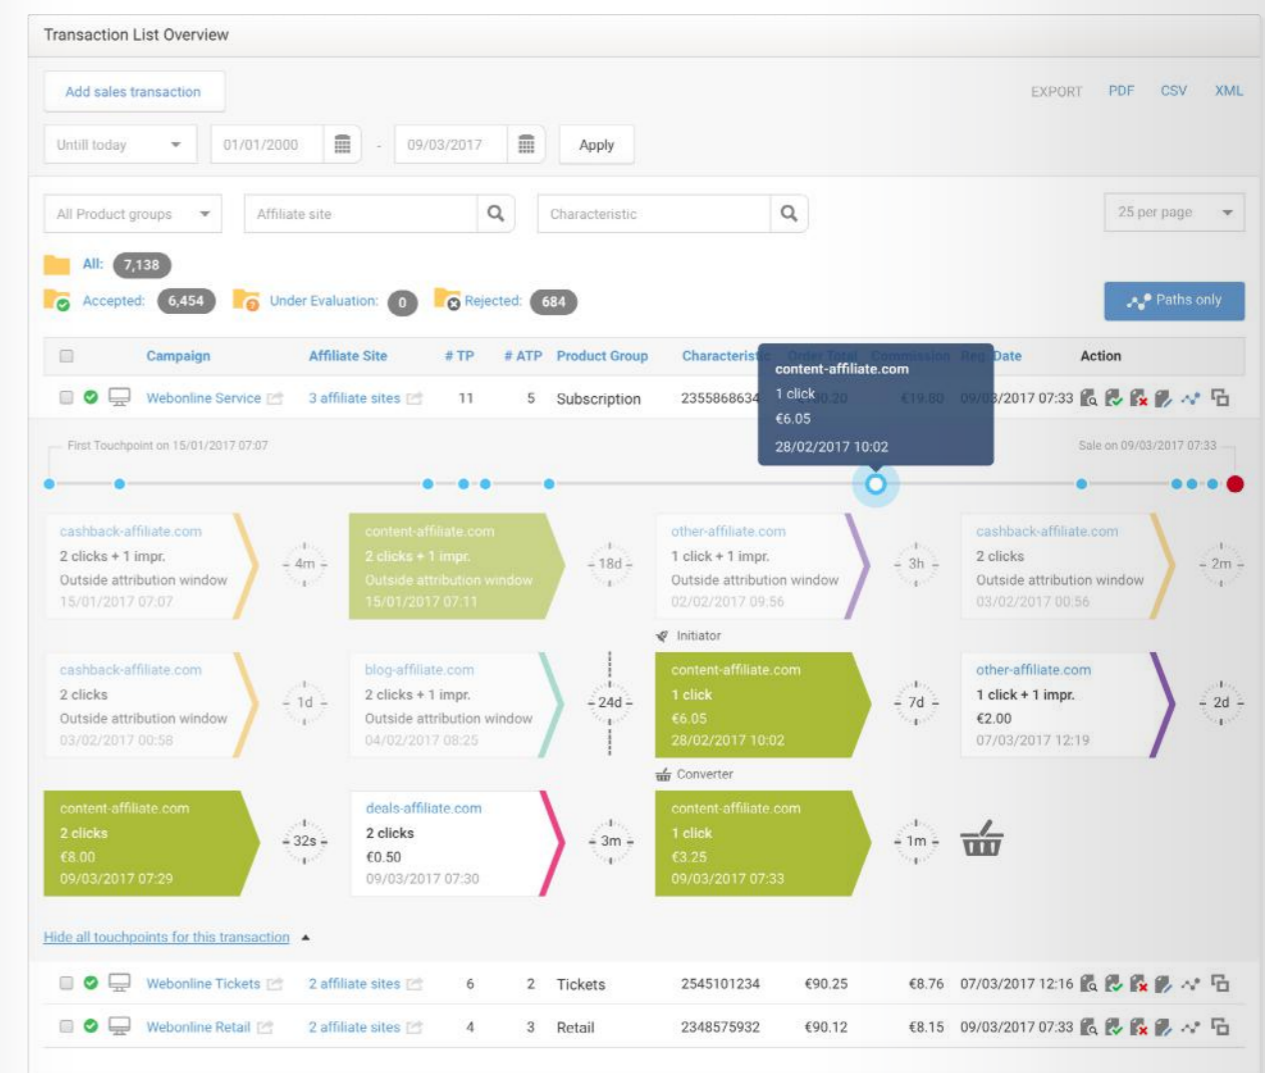 Transaction List Overview
Add sales transaction
EXPORT PDF CSV XML
Untill today 01/01/2000 - 09/03/2017 Apply
All Product groups Affiliate site Characteristic 25 per page
All: 7,138
Accepted: 6,454 Under Evaluation: 0 Rejected: 684 Paths only
Campaign Affiliate Site # TP # ATP Product Group Characteristic Order Total Commission Reg. Date Action
content-affiliate.com
1 click
€6.05
28/02/2017 10:02
Webonline Service 3 affiliate sites 11 5 Subscription 2355868634 €19.80 09/03/2017 07:33
First Touchpoint on 15/01/2017 07:07
Sale on 09/03/2017 07:33
cashback-affiliate.com
2 clicks + 1 impr.
Outside attribution window
15/01/2017 07:07
4m
content-affiliate.com
2 clicks + 1 impr.
Outside attribution window
15/01/2017 07:11
18d
other-affiliate.com
1 click + 1 impr.
Outside attribution window
02/02/2017 09:56
3h
cashback-affiliate.com
2 clicks
Outside attribution window
03/02/2017 00:56
2m
cashback-affiliate.com
2 clicks
Outside attribution window
03/02/2017 00:58
1d
blog-affiliate.com
2 clicks + 1 impr.
Outside attribution window
04/02/2017 08:25
24d
Initiator
content-affiliate.com
1 click
€6.05
28/02/2017 10:02
7d
other-affiliate.com
1 click + 1 impr.
€2.00
07/03/2017 12:19
2d
content-affiliate.com
2 clicks
€8.00
09/03/2017 07:29
32s
deals-affiliate.com
2 clicks
€0.50
09/03/2017 07:30
3m
Converter
content-affiliate.com
1 click
€3.25
09/03/2017 07:33
1m
Hide all touchpoints for this transaction
Webonline Tickets 2 affiliate sites 6 2 Tickets 2545101234 €90.25 €8.76 07/03/2017 12:16
Webonline Retail 2 affiliate sites 4 3 Retail 2348575932 €90.12 €8.15 09/03/2017 07:33